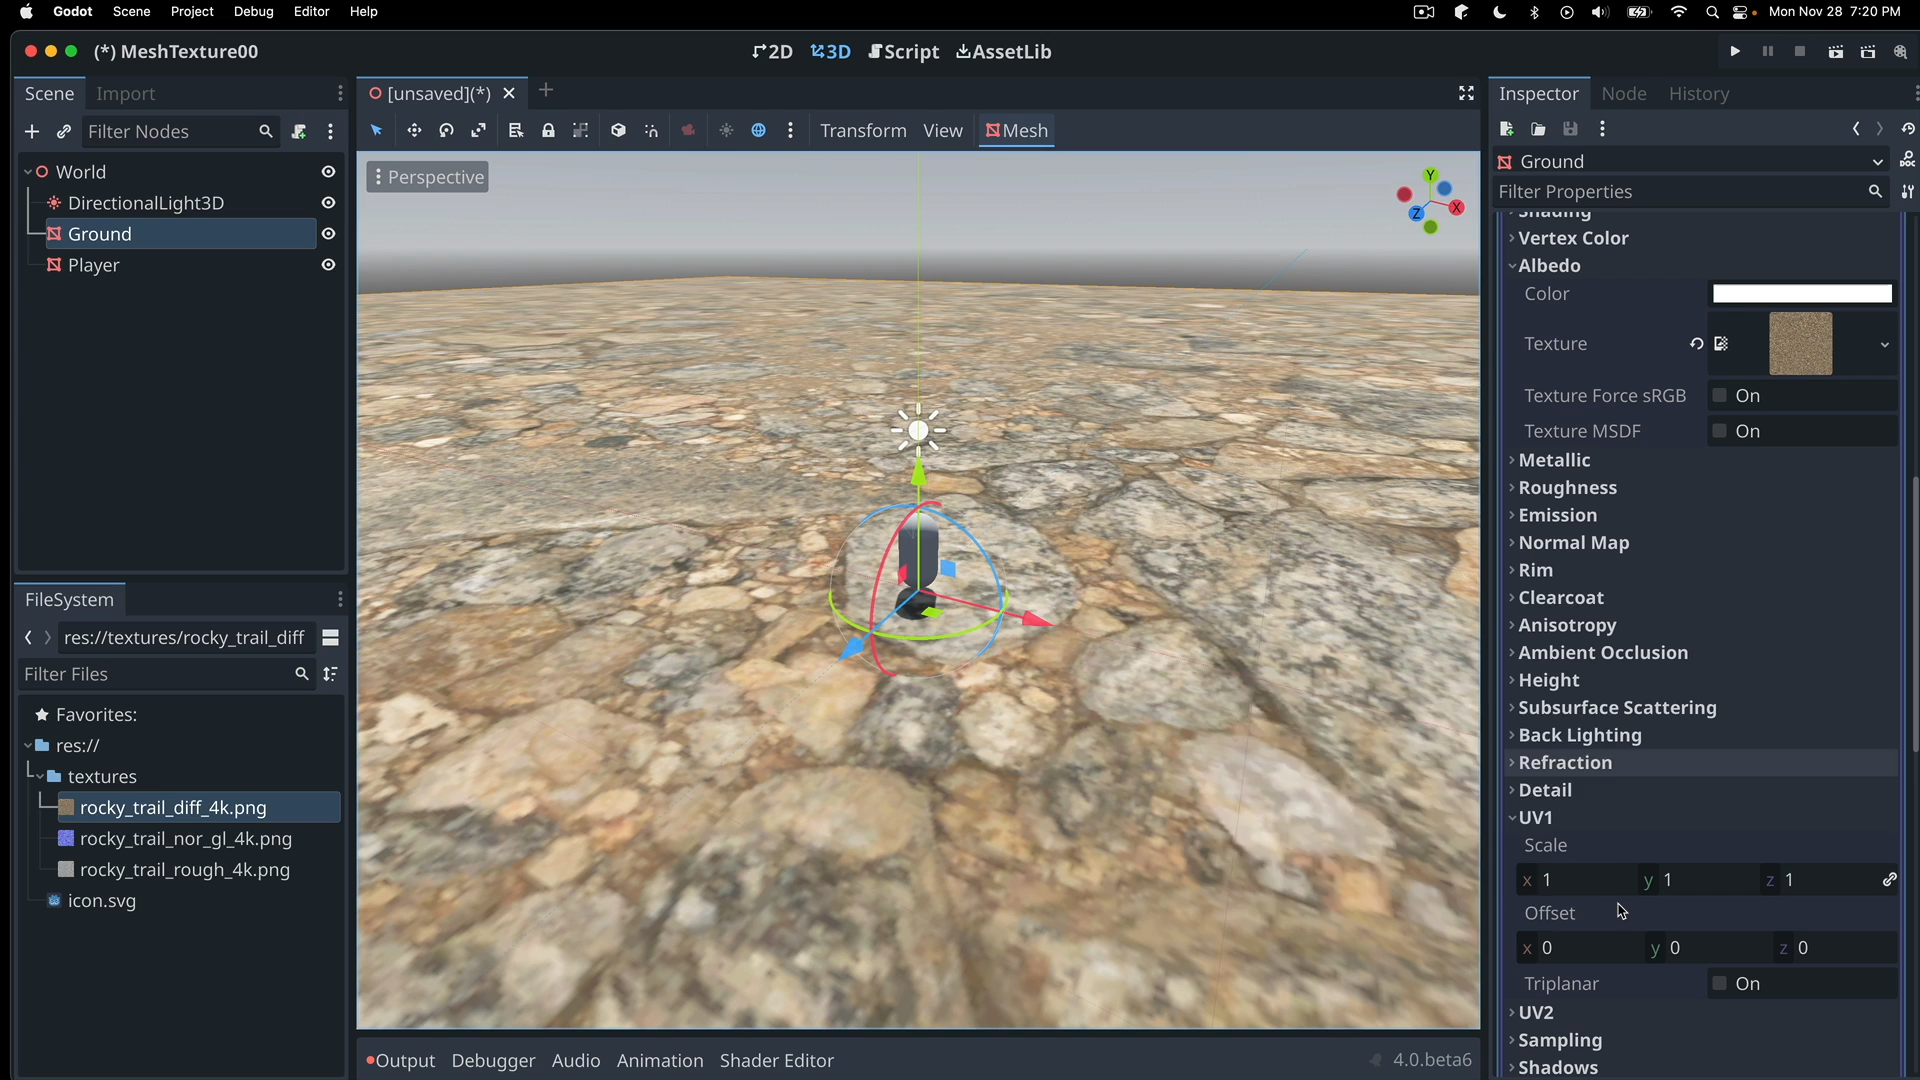 Godot Scene Project Debug Editor Help
Mon Nov 28 7:20 PM
(*) MeshTexture00
2D 3D Script AssetLib
Scene Import
[unsaved](*)
Inspector Node History
Filter Nodes
Transform View Mesh
World
DirectionalLight3D
Ground
Player
Perspective
Y
X
Z
Ground
Filter Properties
Shading
Vertex Color
Albedo
Color
Texture
Texture Force sRGB On
Texture MSDF On
Metallic
Roughness
Emission
Normal Map
Rim
Clearcoat
Anisotropy
Ambient Occlusion
Height
Subsurface Scattering
Back Lighting
Refraction
Detail
UV1
Scale
x 1 y 1 z 1
Offset
x 0 y 0 z 0
Triplanar On
UV2
Sampling
Shadows
FileSystem
res://textures/rocky_trail_diff
Filter Files
Favorites:
res://
textures
rocky_trail_diff_4k.png
rocky_trail_nor_gl_4k.png
rocky_trail_rough_4k.png
icon.svg
Output Debugger Audio Animation Shader Editor
4.0.beta6